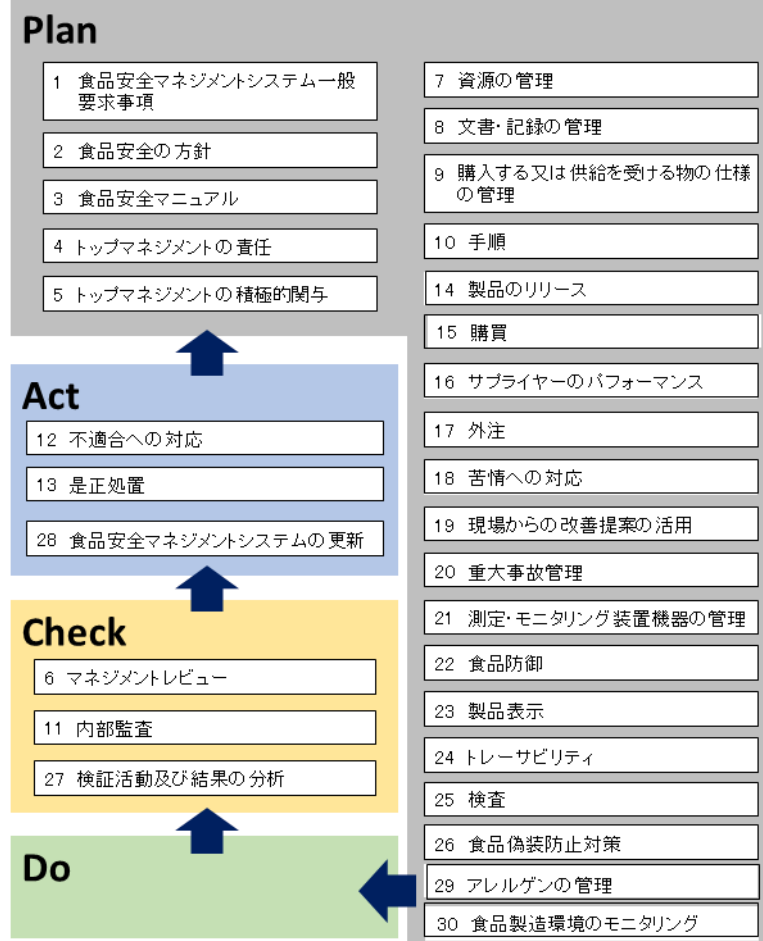 Plan
1 食品安全マネジメントシステム一般
要求事項
2 食品安全の方針
3 食品安全マニュアル
4 トップマネジメントの責任
5 トップマネジメントの積極的関与
7 資源の管理
8 文書・記録の管理
9 購入する又は供給を受ける物の仕様
の管理
10 手順
14 製品のリリース
15 購買
16 サプライヤーのパフォーマンス
17 外注
18 苦情への対応
19 現場からの改善提案の活用
20 重大事故管理
21 測定・モニタリング装置機器の管理
22 食品防御
23 製品表示
24 トレーサビリティ
25 検査
26 食品偽装防止対策
29 アレルゲンの管理
30 食品製造環境のモニタリング
Act
12 不適合への対応
13 是正処置
28 食品安全マネジメントシステムの更新
Check
6 マネジメントレビュー
11 内部監査
27 検証活動及び結果の分析
Do